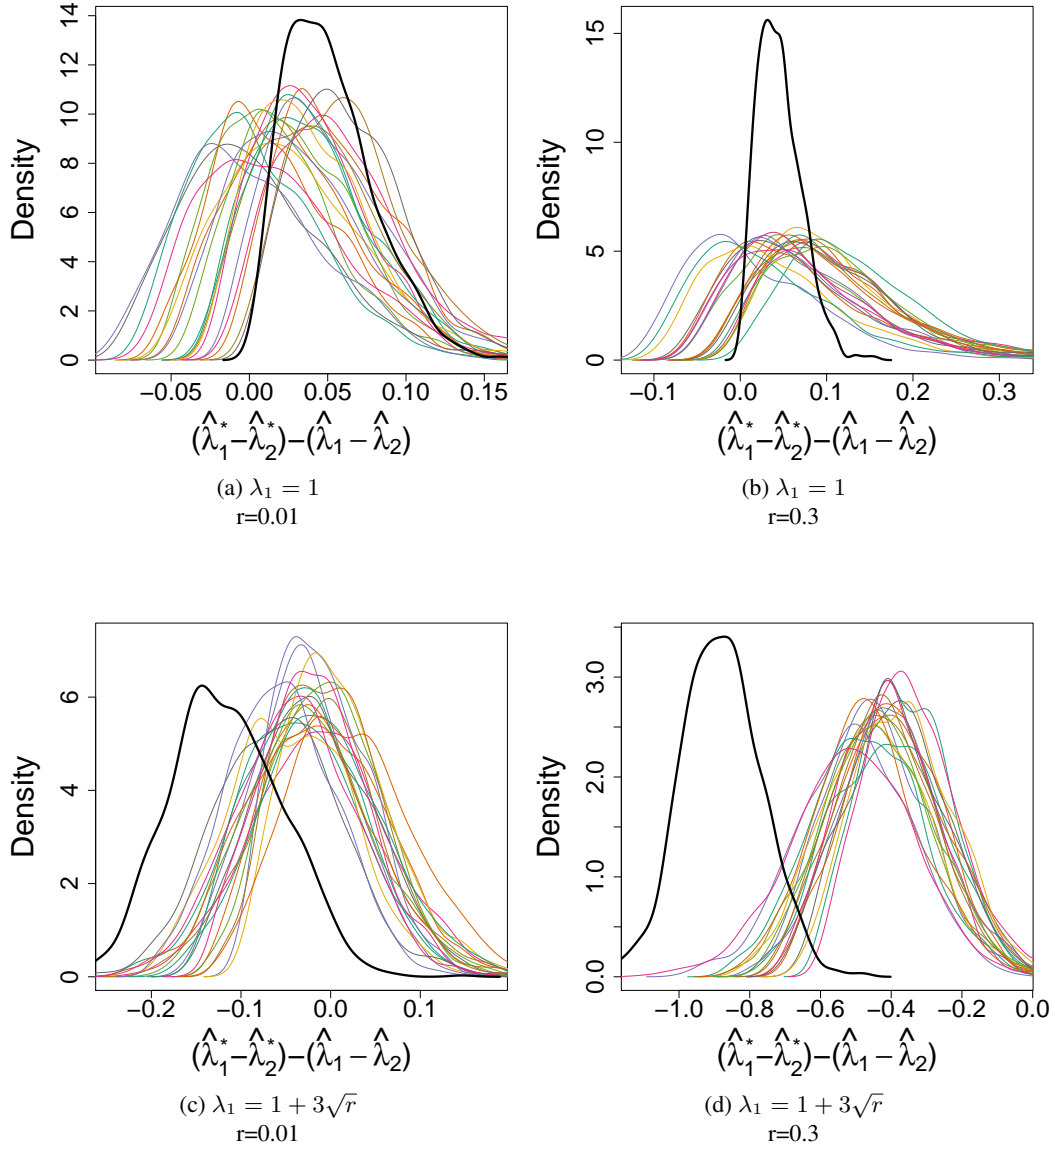 14
12
10
8
6
4
2
0
Density
−0.05 0.00 0.05 0.10 0.15
(λ̂₁*−λ̂₂*)−(λ̂₁−λ̂₂)
(a) λ₁ = 1
r=0.01
15
10
5
0
Density
−0.1 0.0 0.1 0.2 0.3
(λ̂₁*−λ̂₂*)−(λ̂₁−λ̂₂)
(b) λ₁ = 1
r=0.3
6
4
2
0
Density
−0.2 −0.1 0.0 0.1
(λ̂₁*−λ̂₂*)−(λ̂₁−λ̂₂)
(c) λ₁ = 1 + 3√r
r=0.01
3.0
2.0
1.0
0.0
Density
−1.0 −0.8 −0.6 −0.4 −0.2 0.0
(λ̂₁*−λ̂₂*)−(λ̂₁−λ̂₂)
(d) λ₁ = 1 + 3√r
r=0.3